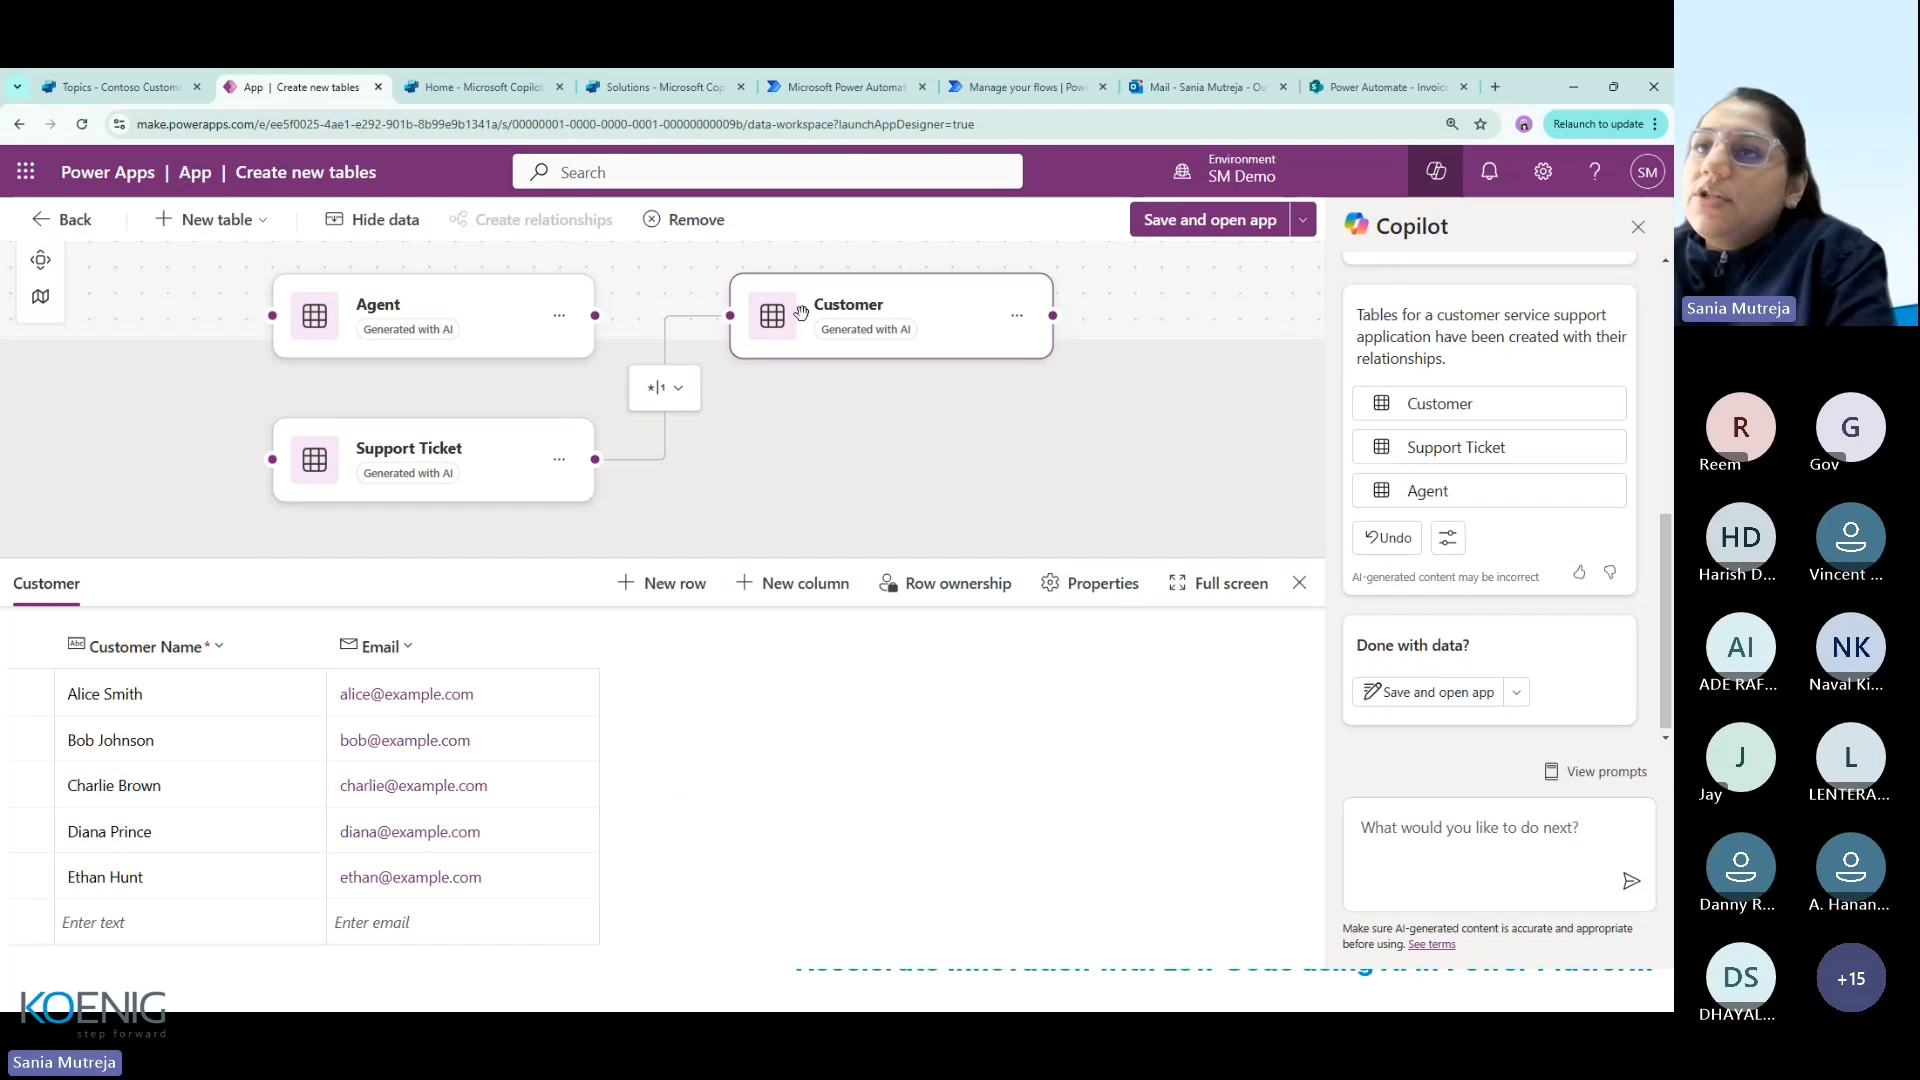 Topics - Contoso Custom
App | Create new tables
Home - Microsoft Copilot
Solutions - Microsoft Cop
Microsoft Power Automat
Manage your flows | Pow
Mail - Sania Mutreja - Ou
Power Automate - Invoice
make.powerapps.com/e/ee5f0025-4ae1-e292-901b-8b99e9b1341a/s/00000001-0000-0000-0001-00000000009b/data-workspace?launchAppDesigner=true
Relaunch to update
Power Apps | App | Create new tables
Search
Environment
SM Demo
SM
Back
New table
Hide data
Create relationships
Remove
Save and open app
Copilot
Agent
Generated with AI
Customer
Generated with AI
*|1
Support Ticket
Generated with AI
Tables for a customer service support
application have been created with their
relationships.
Customer
Support Ticket
Agent
Undo
AI-generated content may be incorrect
Done with data?
Save and open app
View prompts
What would you like to do next?
Make sure AI-generated content is accurate and appropriate
before using. See terms
Customer
New row
New column
Row ownership
Properties
Full screen
Abc Customer Name *
Email
Alice Smith
alice@example.com
Bob Johnson
bob@example.com
Charlie Brown
charlie@example.com
Diana Prince
diana@example.com
Ethan Hunt
ethan@example.com
Enter text
Enter email
KOENIG
step forward
Sania Mutreja
Sania Mutreja
R
Reem
G
Gov
HD
Harish D...
Vincent ...
AI
ADE RAF...
NK
Naval Ki...
J
Jay
L
LENTERA...
Danny R...
A. Hanan...
DS
DHAYAL...
+15